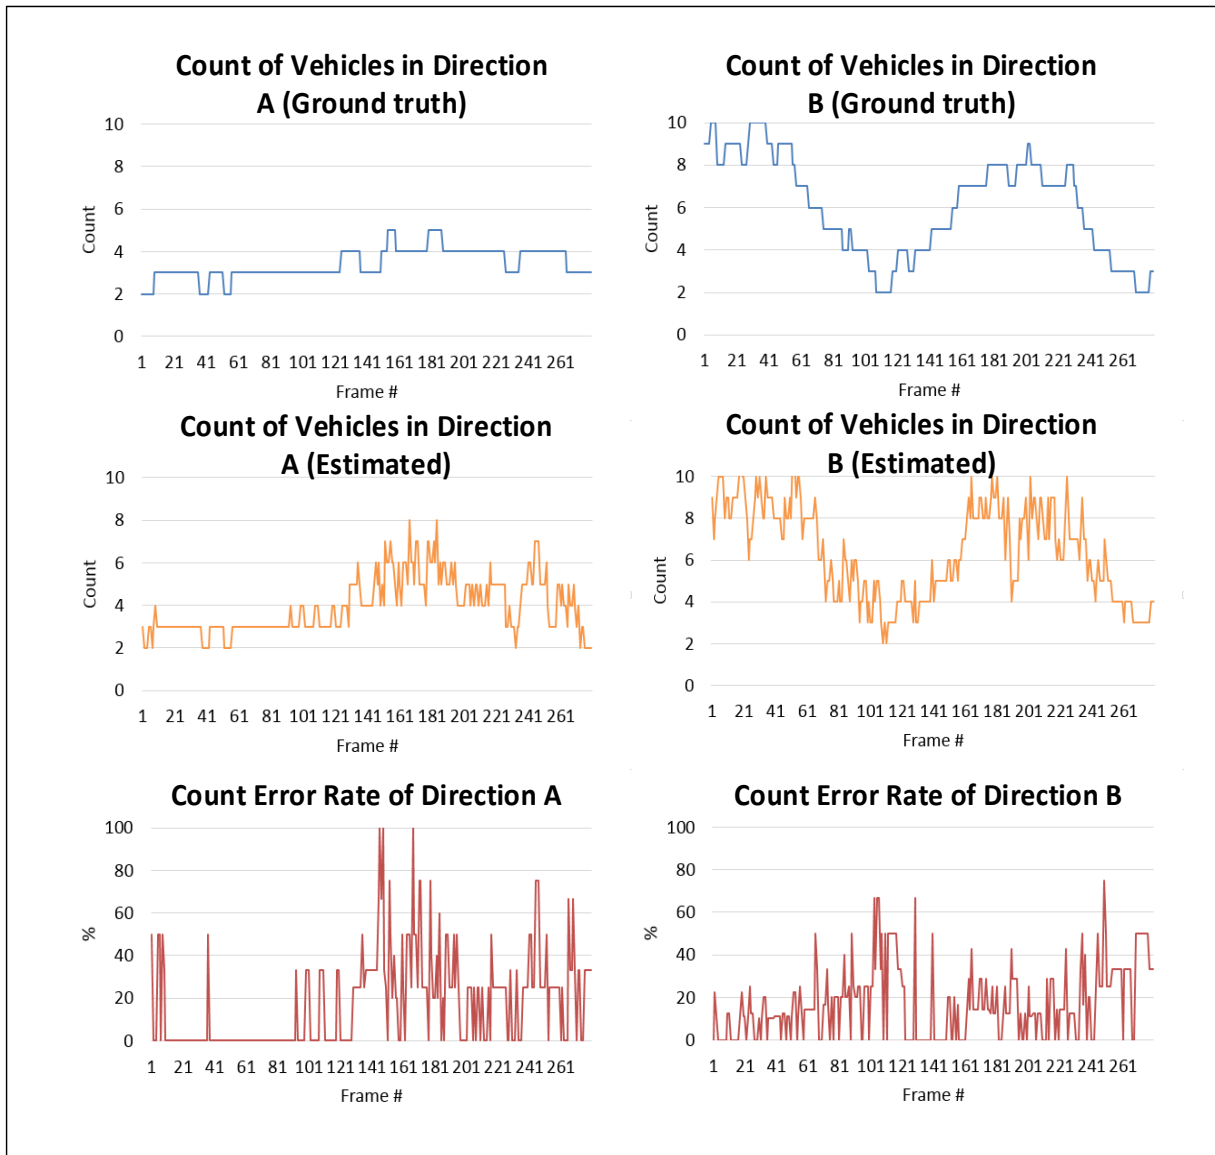 Count of Vehicles in Direction
A (Ground truth)
10
8
6
4
2
0
Count
1 21 41 61 81 101 121 141 161 181 201 221 241 261
Frame #
Count of Vehicles in Direction
B (Ground truth)
10
8
6
4
2
0
Count
1 21 41 61 81 101 121 141 161 181 201 221 241 261
Frame #
Count of Vehicles in Direction
A (Estimated)
10
8
6
4
2
0
Count
1 21 41 61 81 101 121 141 161 181 201 221 241 261
Frame #
Count of Vehicles in Direction
B (Estimated)
10
8
6
4
2
0
Count
1 21 41 61 81 101 121 141 161 181 201 221 241 261
Frame #
Count Error Rate of Direction A
100
80
60
40
20
0
%
1 21 41 61 81 101 121 141 161 181 201 221 241 261
Frame #
Count Error Rate of Direction B
100
80
60
40
20
0
%
1 21 41 61 81 101 121 141 161 181 201 221 241 261
Frame #